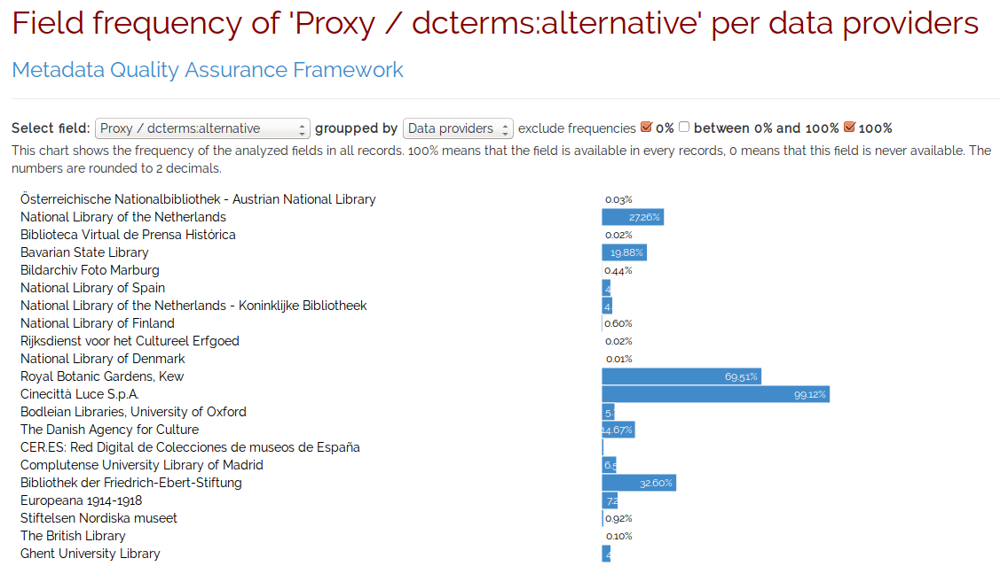 Field frequency of 'Proxy / dcterms:alternative' per data providers
Metadata Quality Assurance Framework
Select field: Proxy / dcterms:alternative groupped by Data providers exclude frequencies 0% between 0% and 100% 100%
This chart shows the frequency of the analyzed fields in all records. 100% means that the field is available in every records, 0 means that this field is never available. The
numbers are rounded to 2 decimals.
Österreichische Nationalbibliothek - Austrian National Library 0.03%
National Library of the Netherlands 27.26%
Biblioteca Virtual de Prensa Histórica 0.02%
Bavarian State Library 19.88%
Bildarchiv Foto Marburg 0.44%
National Library of Spain 4
National Library of the Netherlands - Koninklijke Bibliotheek 4
National Library of Finland 0.60%
Rijksdienst voor het Cultureel Erfgoed 0.02%
National Library of Denmark 0.01%
Royal Botanic Gardens, Kew 69.51%
Cinecittà Luce S.p.A. 99.12%
Bodleian Libraries, University of Oxford 5.
The Danish Agency for Culture 14.67%
CER.ES: Red Digital de Colecciones de museos de España
Complutense University Library of Madrid 6.5
Bibliothek der Friedrich-Ebert-Stiftung 32.60%
Europeana 1914-1918 7.2
Stiftelsen Nordiska museet 0.92%
The British Library 0.10%
Ghent University Library 4